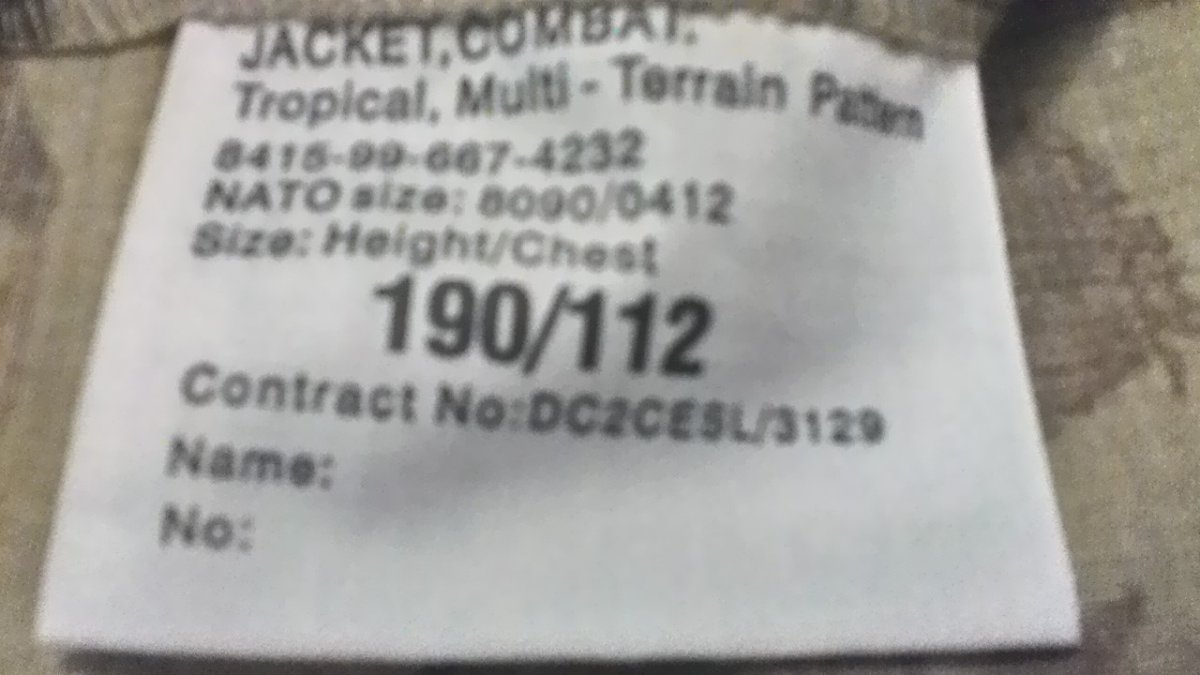 JACKET,COMBAT.
Tropical, Multi - Terrain Pattern
8415-99-667-4232
NATO size: 8090/0412
Size: Height/Chest
190/112
Contract No:DC2CESL/3129
Name:
No: